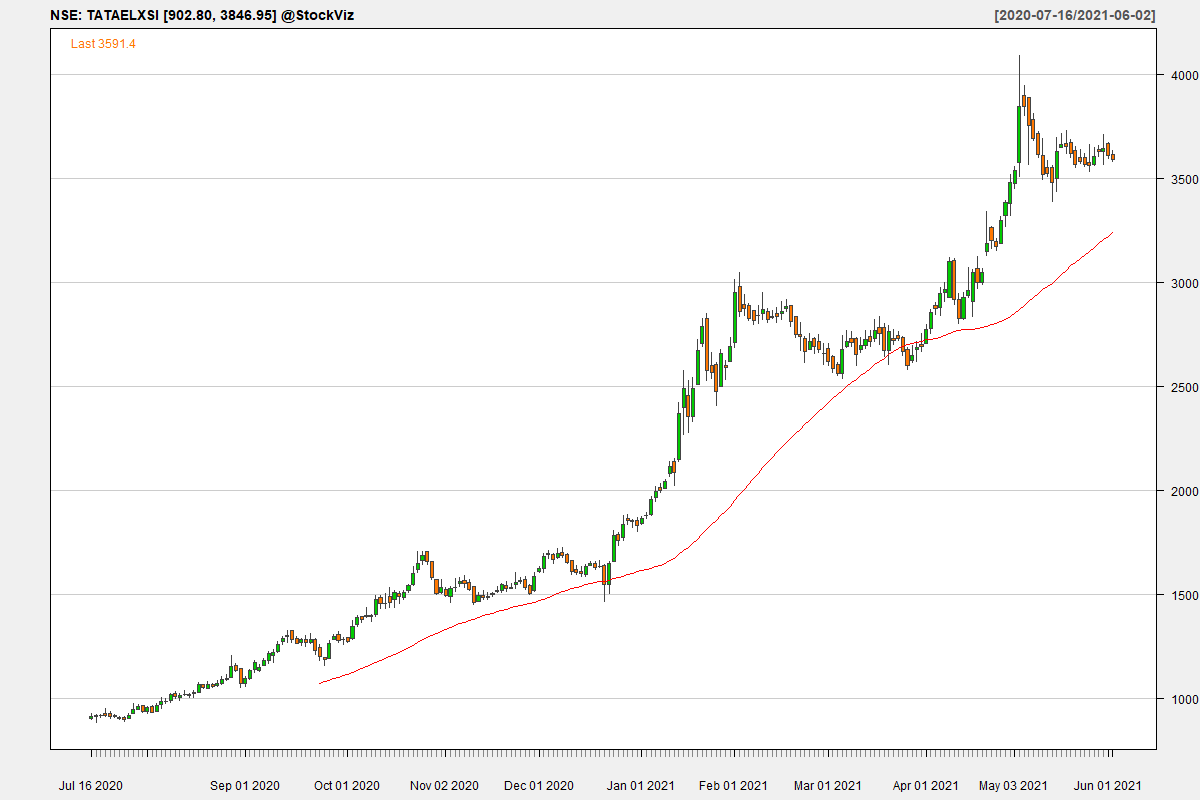 NSE: TATAELXSI [902.80, 3846.95] @StockViz
[2020-07-16/2021-06-02]
Last 3591.4
4000
3500
3000
2500
2000
1500
1000
Jul 16 2020 Sep 01 2020 Oct 01 2020 Nov 02 2020 Dec 01 2020 Jan 01 2021 Feb 01 2021 Mar 01 2021 Apr 01 2021 May 03 2021 Jun 01 2021